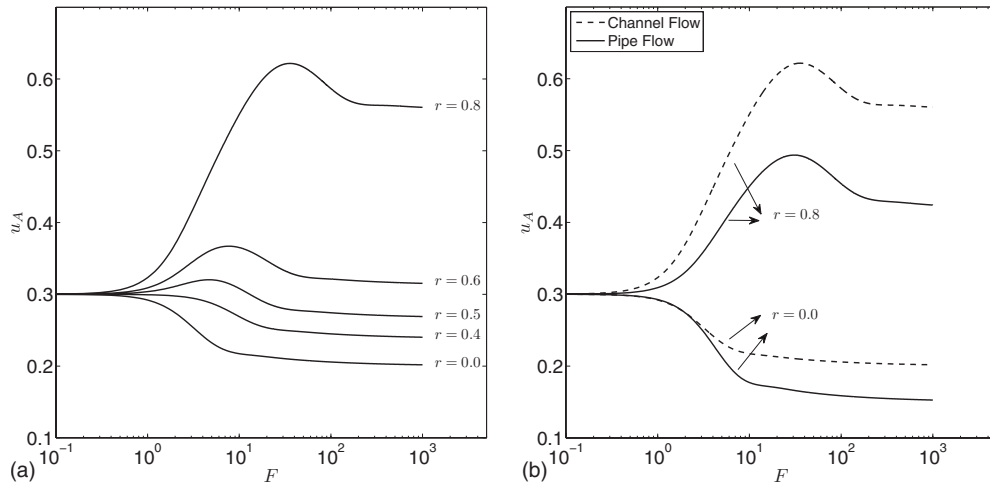 0.6
0.5
0.4
0.3
0.2
0.1
u_A
10^{-1}
10^0
10^1
10^2
10^3
F
(a)
r = 0.8
r = 0.6
r = 0.5
r = 0.4
r = 0.0
Channel Flow
Pipe Flow
0.6
0.5
0.4
0.3
0.2
0.1
u_A
10^{-1}
10^0
10^1
10^2
10^3
F
(b)
r = 0.8
r = 0.0